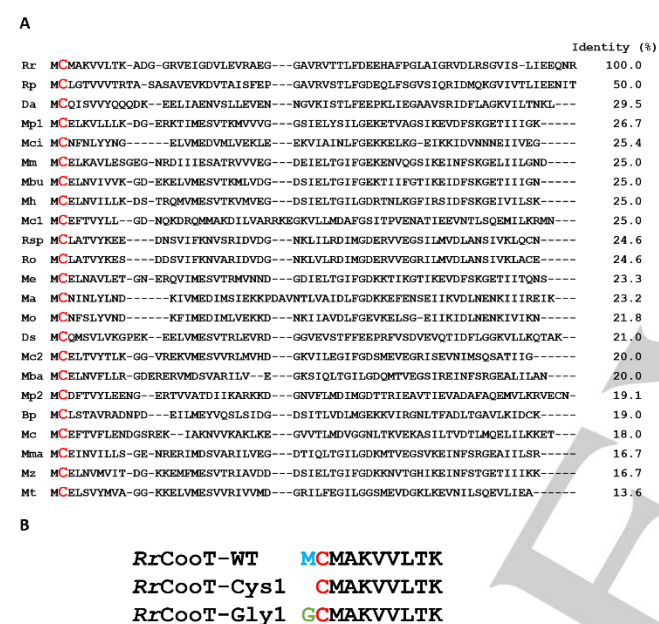 A
Identity (%)
Rr MCMAKVVLTK-ADG-GRVEIGDVLEVRAEG---GAVRVTTLFDEEHAFPGLAIGRVDLRSGVIS-LIEEQNR 100.0
Rp MCLGTVVVTRTA-SASAVEVKDVTAISFEP---GAVRVSTLFGDEQLFSGVSIQRIDMQKGVIVTLIEENIT 50.0
Da MCQISVVYQQQDK--EELIAENVSLLEVEN---NGVKISTLFEEPKLIEGAAVSRIDFLAGKVILTNKL--- 29.5
Mp1 MCELKVLLLK-DG-ERKTIMESVTKMVVVG---GSIELYSILGEKETVAGSIKEVDFSKGETIIIGK----- 26.7
Mci MCNFNLYYNG------ELVMEDVMLVEKLE---EKVIAINLFGEKKELKG-EIKKIDVNNNEIIVEG----- 25.4
Mm MCELKAVLESGEG-NRDIIIESATRVVVEG---DEIELTGIFGEKENVQGSIKEINFSKGELIILGND---- 25.0
Mbu MCELNVIVVK-GD-EKELVMESVTKMLVDG---DSIELTGIFGEKTIIFGTIKEIDFSKGETIIIGN----- 25.0
Mh MCELNVILLK-DS-TRQMVMESVTKVMVEG---DSIELTGILGDRTNLKGFIRSIDFSKGEIVILSK----- 25.0
Mc1 MCEFTVYLL--GD-NQKDRQMMAKDILVARRKEGKVLLMDAFGSITPVENATIEEVNTLSQEMILKRMN--- 25.0
Rsp MCLATVYKEE---DNSVIFKNVSRIDVDG---NKLILRDIMGDERVVEGSILMVDLANSIVKLQCN------ 24.6
Ro MCLATVYKES---DDSVIFKNVARIDVDG---NKLVLRDIMGDERVVEGRILMVDLANSIVKLACE------ 24.6
Me MCELNAVLETG-GN-ERQVIMESVTRMVNND---GDIELTGIFGDKKTIKGTIKEVDFSKGETIITQNS---- 23.3
Ma MCNINLYLND-----KIVMEDIMSIEKKPDAVNTLVAIDLFGDKKEFENSEIIKVDLNENKIIIREIK---- 23.2
Mo MCNFSLYVND-----KFIMEDIMLVEKKD---NKIIAVDLFGEVKELSG-EIIKIDLNENKIVIKN------ 21.8
Ds MCQMSVLVKGPEK--EELVMESVTRLEVRD---GGVEVSTFFEEPRFVSDVEVQTIDFLGGKVLLKQTAK-- 21.0
Mc2 MCELTVYTLK-GG-VREKVMESVVRLMVHD---GKVILEGIFGDSMEVEGRISEVNIMSQSATIIG------ 20.0
Mba MCELNVFLLR-GDERERVMDSVARILV--E---GKSIQLTGILGDQMTVEGSIREINFSRGEALILAN---- 20.0
Mp2 MCDFTVYLEENG---ERTVVATDIIKARKKD---GNVFLMDIMGDTTRIEAVTIEVADTFAQEMVLKRVECN 19.1
Bp MCLSTAVRADNPD---EILMEYVQSLSIDG---DSITLVDLMGEKKVIRGNLTFADLTGAVLKIDCK----- 19.0
Mc MCEFTVFLENDGSREK--IAKNVVKAKLKE---GVVTLMDVGGNLTKVEKASILTVDTLMQELILKKET--- 18.0
Mma MCEINVILLS-GE-NRERIMDSVARILVEG---DTIQLTGILGDKMTVEGSVKEINFSRGEAIILSR----- 16.7
Mz MCELNVMVIT-DG-KKEMFMESVTRIAVDD---DSIELTGIFGDKKNVTGHIKEINFSTGETIIIKK----- 16.7
Mt MCELSVYMVA-GG-KKELVMESVVRIVVMD---GRILFEGILGGSMEVDGKLKEVNILSQEVLIEA------ 13.6
B
RrCooT-WT MCMAKVVLTK
RrCooT-Cys1 CMAKVVLTK
RrCooT-Gly1 GCMAKVVLTK